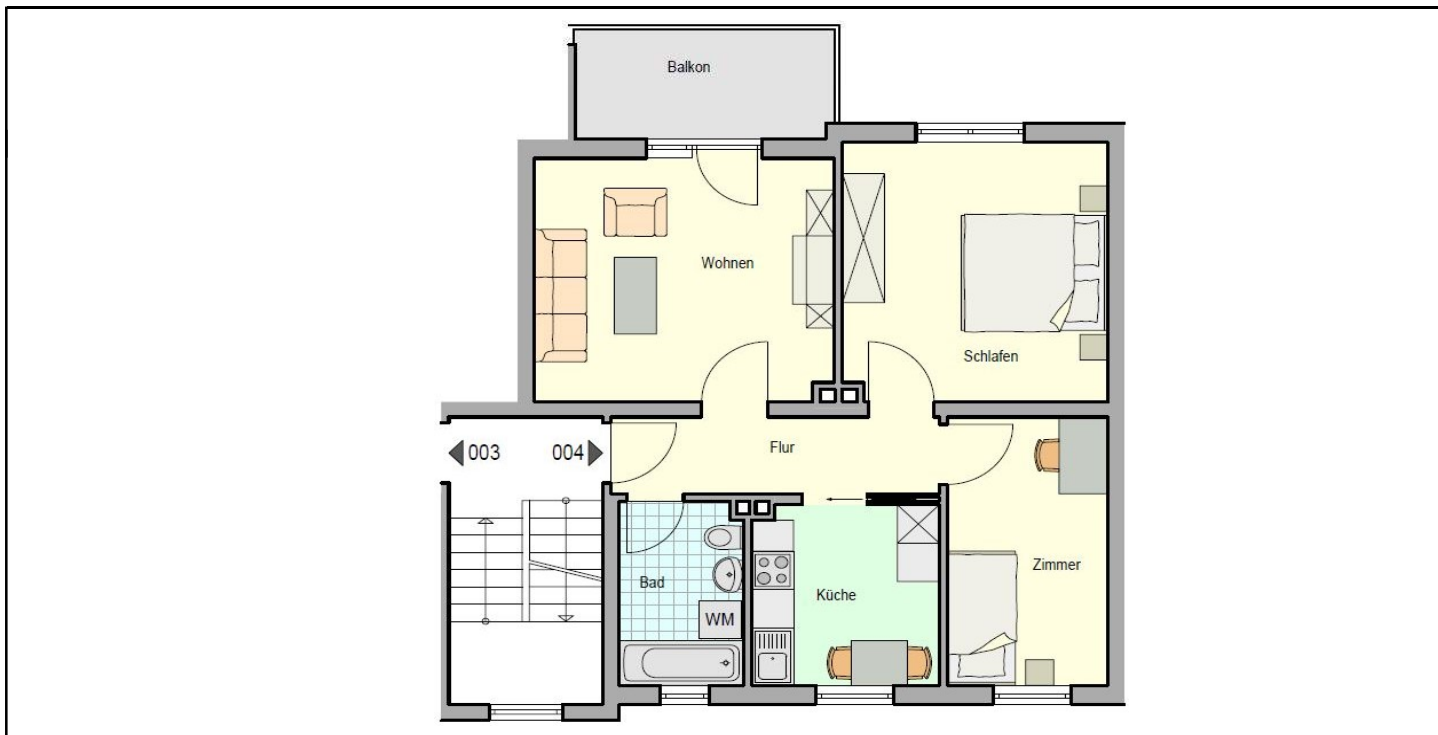 Balkon
Wohnen
Schlafen
003
004
Flur
Bad
WM
Küche
Zimmer